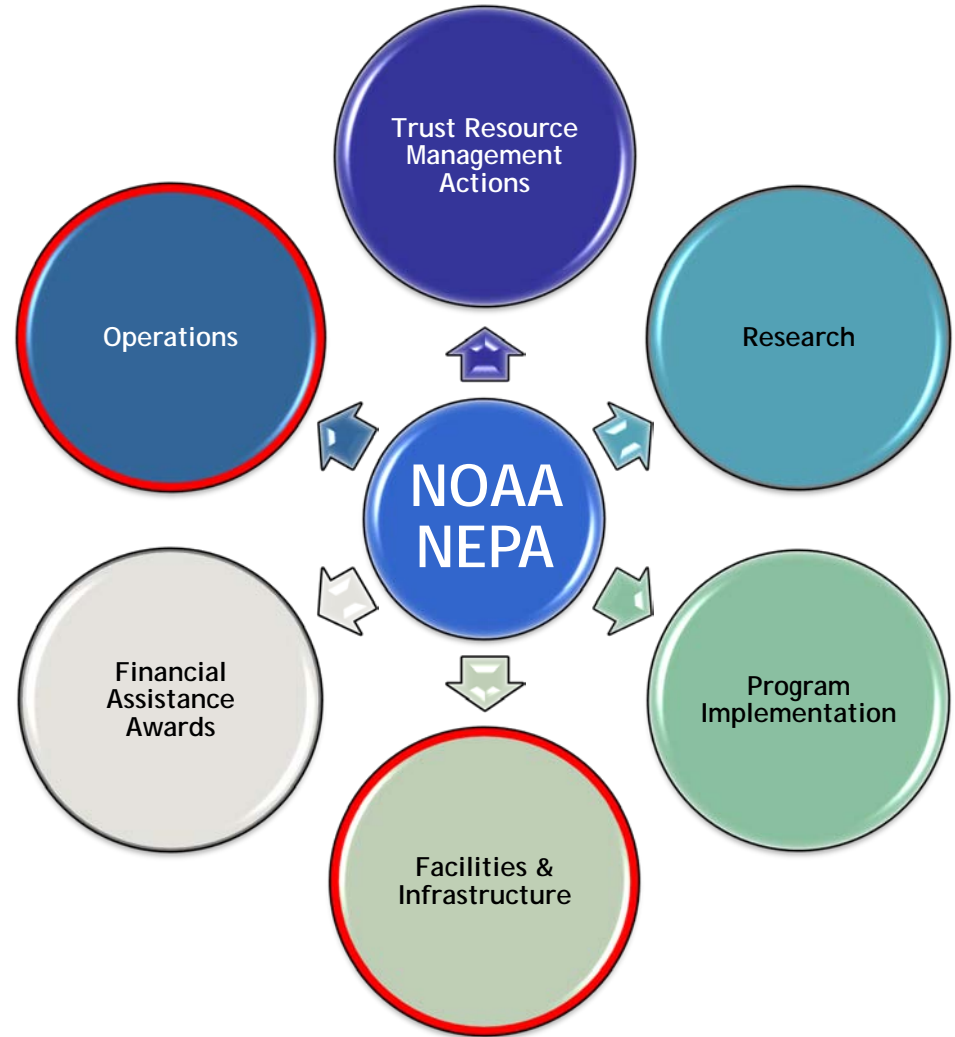 Trust Resource
Management
Actions
Operations
Research
NOAA
NEPA
Financial
Assistance
Awards
Program
Implementation
Facilities &
Infrastructure